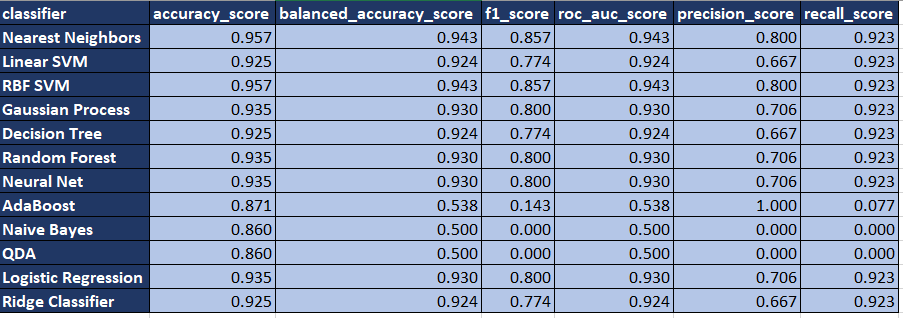 classifier accuracy_score balanced_accuracy_score f1_score roc_auc_score precision_score recall_score
Nearest Neighbors 0.957 0.943 0.857 0.943 0.800 0.923
Linear SVM 0.925 0.924 0.774 0.924 0.667 0.923
RBF SVM 0.957 0.943 0.857 0.943 0.800 0.923
Gaussian Process 0.935 0.930 0.800 0.930 0.706 0.923
Decision Tree 0.925 0.924 0.774 0.924 0.667 0.923
Random Forest 0.935 0.930 0.800 0.930 0.706 0.923
Neural Net 0.935 0.930 0.800 0.930 0.706 0.923
AdaBoost 0.871 0.538 0.143 0.538 1.000 0.077
Naive Bayes 0.860 0.500 0.000 0.500 0.000 0.000
QDA 0.860 0.500 0.000 0.500 0.000 0.000
Logistic Regression 0.935 0.930 0.800 0.930 0.706 0.923
Ridge Classifier 0.925 0.924 0.774 0.924 0.667 0.923